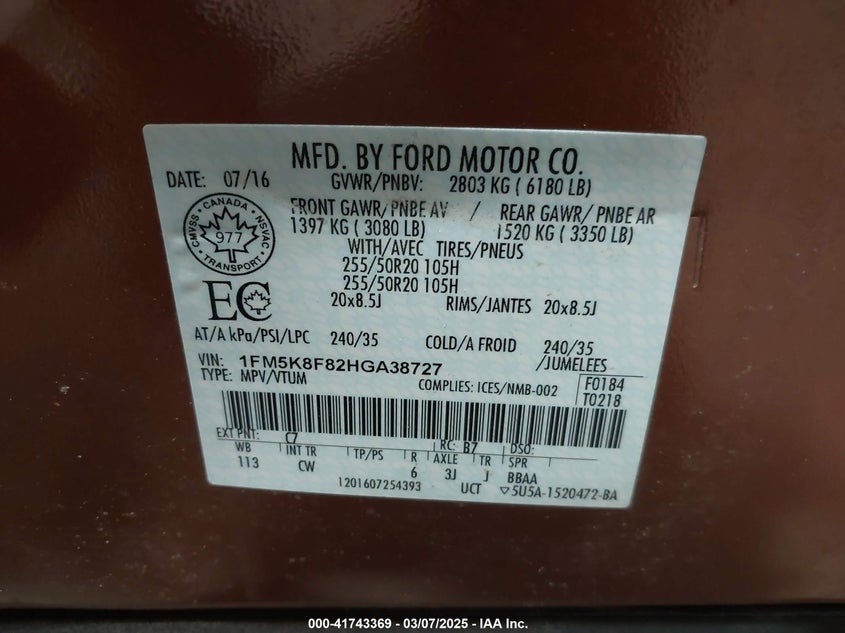 MFD. BY FORD MOTOR CO.
DATE: 07/16 GVWR/PNBV: 2803 KG ( 6180 LB)
FRONT GAWR/ PNBE AV / REAR GAWR/ PNBE AR
1397 KG ( 3080 LB) 1520 KG ( 3350 LB)
WITH/AVEC TIRES/PNEUS
255/50R20 105H
255/50R20 105H
20x8.5J RIMS/JANTES 20x8.5J
CMVSS • CANADA • NSVAC • TRANSPORT •
977
EC
AT/A kPa/PSI/LPC 240/35 COLD/A FROID 240/35
/JUMELEES
VIN: 1FM5K8F82HGA38727
TYPE: MPV/VTUM COMPLIES: ICES/NMB-002 F0184
T0218
EXT PNT: C7 RC: B7 DSO:
WB INT TR TP/PS R AXLE TR SPR
113 CW 6 3J J BBAA
1201607254393 UCT ▽5U5A-1520472-BA
000-41743369 | 03/07/2025 - IAA Inc.